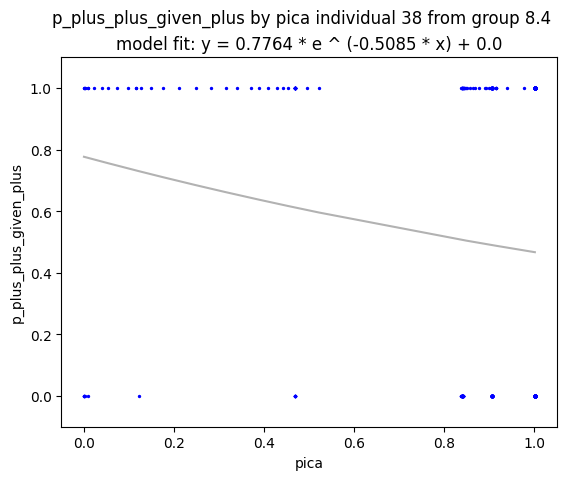 p_plus_plus_given_plus by pica individual 38 from group 8.4
model fit: y = 0.7764 * e ^ (-0.5085 * x) + 0.0
1.0
0.8
0.6
0.4
0.2
0.0
p_plus_plus_given_plus
0.0 0.2 0.4 0.6 0.8 1.0
pica